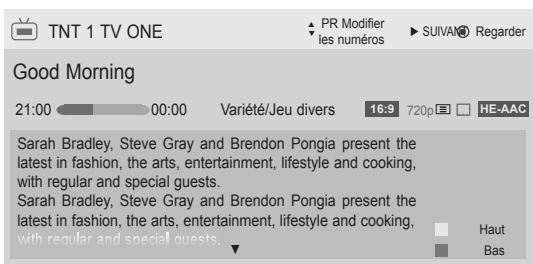 TNT 1 TV ONE
PR Modifier
les numéros
SUIVAN Regarder
Good Morning
21:00 00:00 Variété/Jeu divers 16:9 720p HE-AAC
Sarah Bradley, Steve Gray and Brendon Pongia present the
latest in fashion, the arts, entertainment, lifestyle and cooking,
with regular and special guests.
Sarah Bradley, Steve Gray and Brendon Pongia present the
latest in fashion, the arts, entertainment, lifestyle and cooking,
with regular and special guests.
Haut
Bas